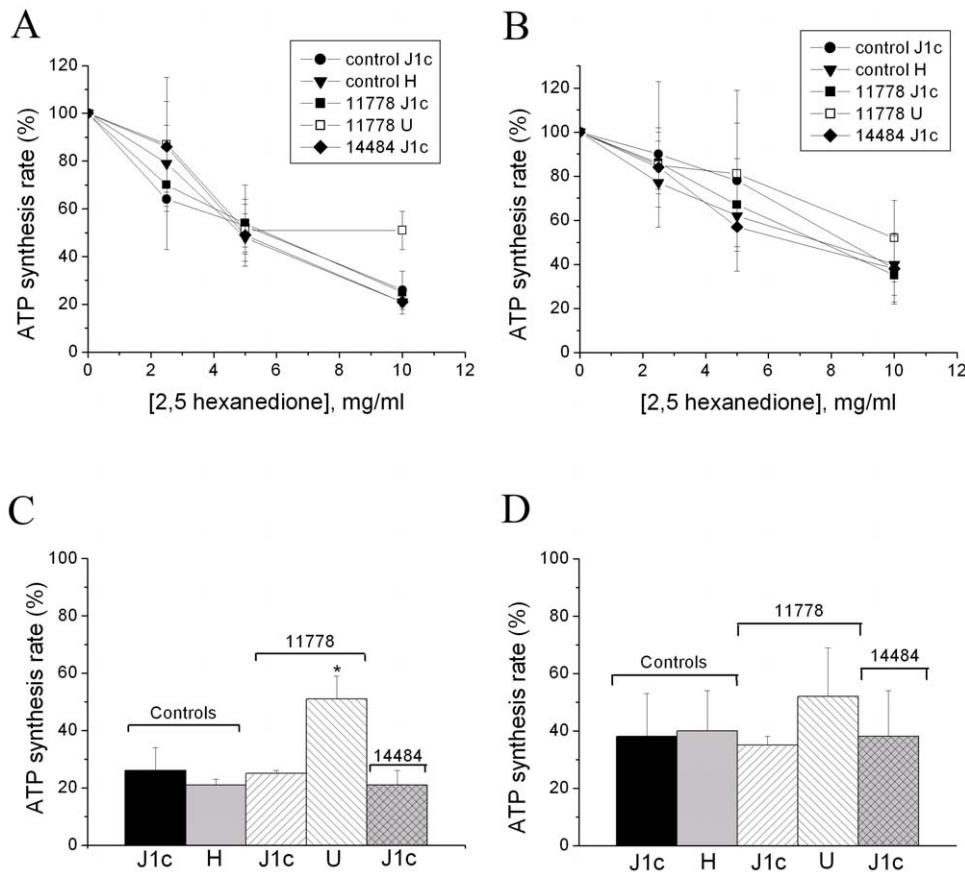 A
control J1c
control H
11778 J1c
11778 U
14484 J1c
ATP synthesis rate (%)
120
100
80
60
40
20
0
0 2 4 6 8 10 12
[2,5 hexanedione], mg/ml
B
control J1c
control H
11778 J1c
11778 U
14484 J1c
ATP synthesis rate (%)
120
100
80
60
40
20
0
0 2 4 6 8 10 12
[2,5 hexanedione], mg/ml
C
ATP synthesis rate (%)
100
80
60
40
20
0
Controls
11778
*
14484
J1c H J1c U J1c
D
ATP synthesis rate (%)
100
80
60
40
20
0
Controls
11778
14484
J1c H J1c U J1c